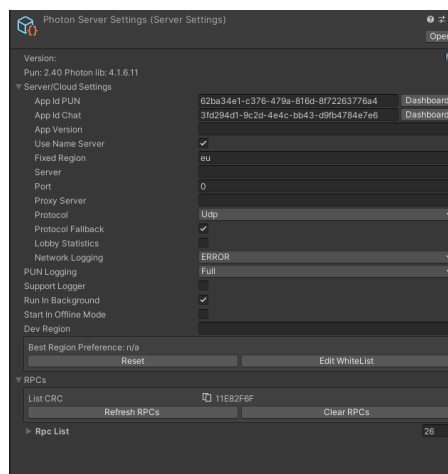 Photon Server Settings (Server Settings)
Open
Version:
Pun: 2.40 Photon lib: 4.1.6.11
Server/Cloud Settings
App Id PUN 62ba34e1-c376-479a-816d-8f72263776a4 Dashboard
App Id Chat 3fd294d1-9c2d-4e4c-bb43-d9fb4784e7e6 Dashboard
App Version
Use Name Server
Fixed Region eu
Server
Port 0
Proxy Server
Protocol Udp
Protocol Fallback
Lobby Statistics
Network Logging ERROR
PUN Logging Full
Support Logger
Run In Background
Start In Offline Mode
Dev Region
Best Region Preference: n/a
Reset Edit WhiteList
RPCs
List CRC 11E82F6F
Refresh RPCs Clear RPCs
Rpc List 26